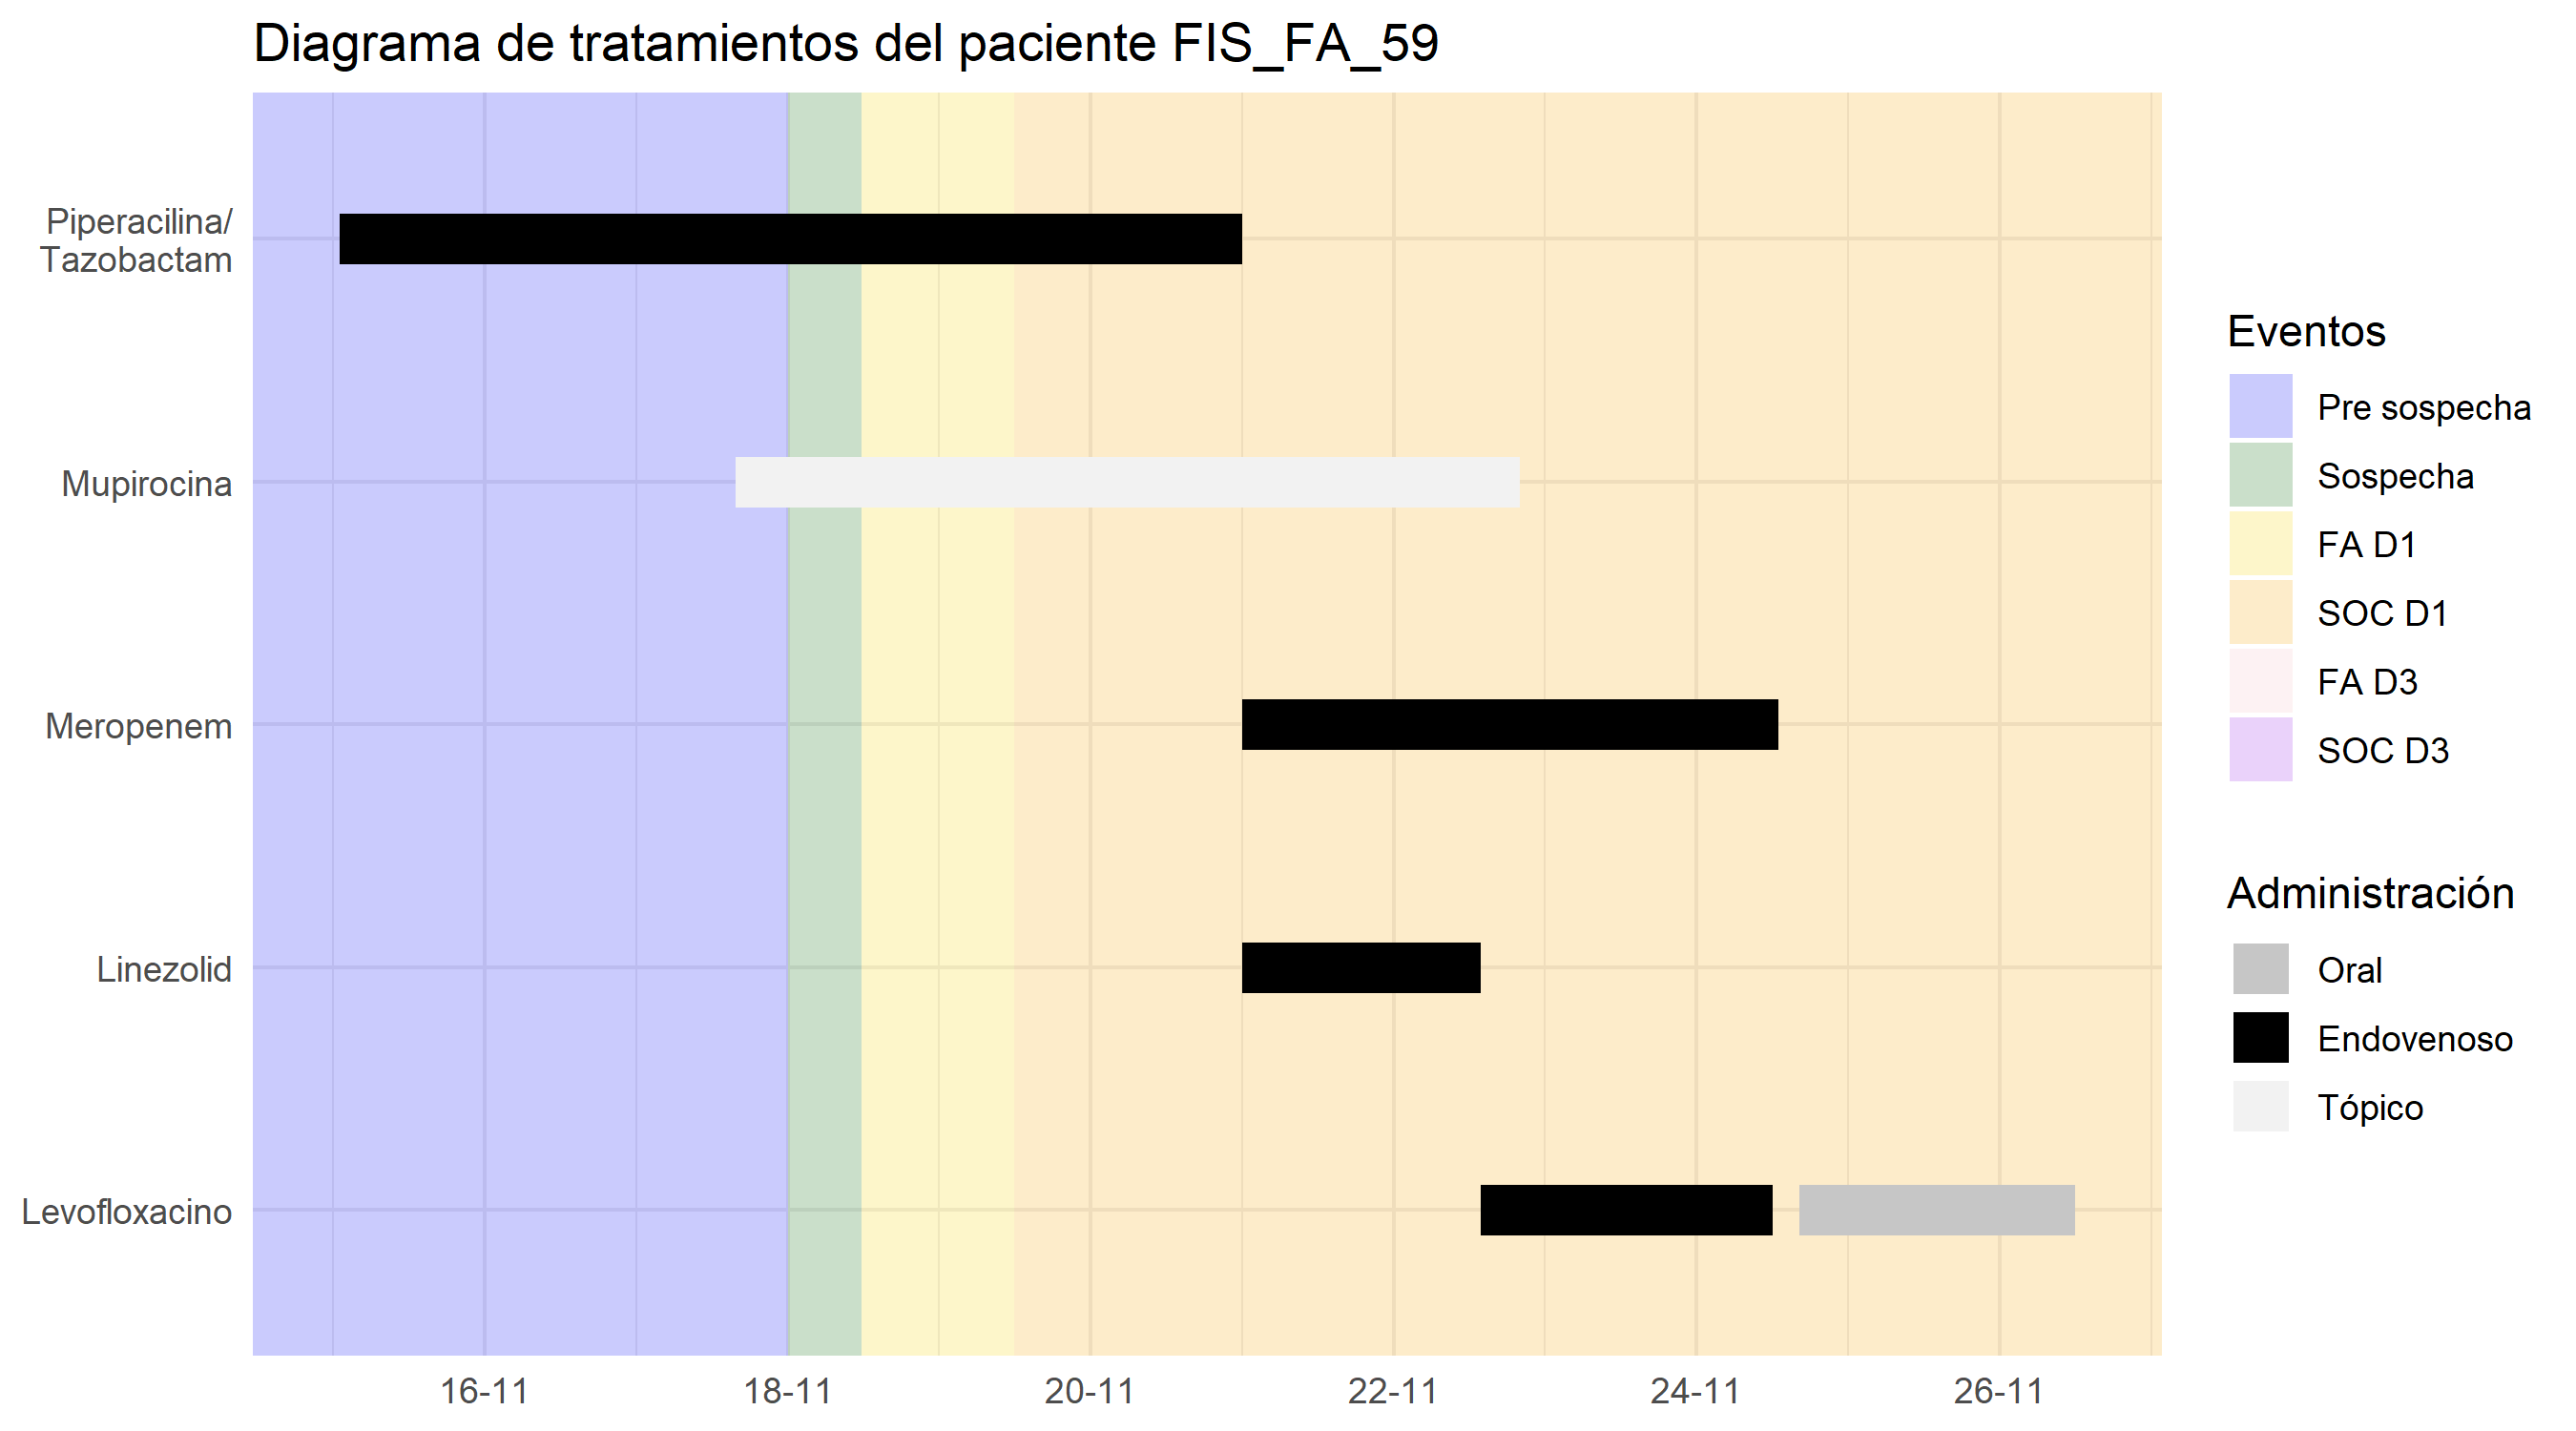 Diagrama de tratamientos del paciente FIS_FA_59
Piperacilina/
Tazobactam
Mupirocina
Meropenem
Linezolid
Levofloxacino
16-11
18-11
20-11
22-11
24-11
26-11
Eventos
Pre sospecha
Sospecha
FA D1
SOC D1
FA D3
SOC D3
Administración
Oral
Endovenoso
Tópico